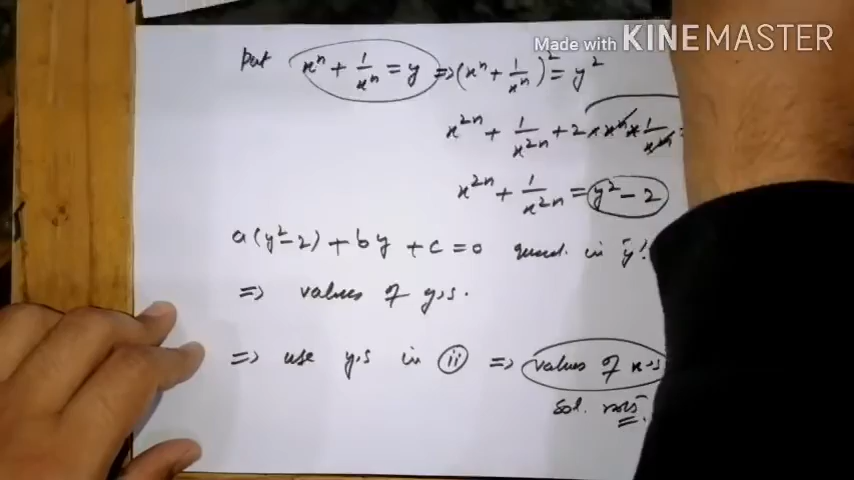 Made with KINEMASTER
Put xⁿ + 1/xⁿ = y ⇒ (xⁿ + 1/xⁿ)² = y²
x²ⁿ + 1/x²ⁿ + 2 × xⁿ × 1/xⁿ =
x²ⁿ + 1/x²ⁿ = y² - 2
a(y²-2) + by + c = 0 quad. in y!
⇒ values of y,s.
⇒ use y,s in (ii) ⇒ values of x,s
Sol.